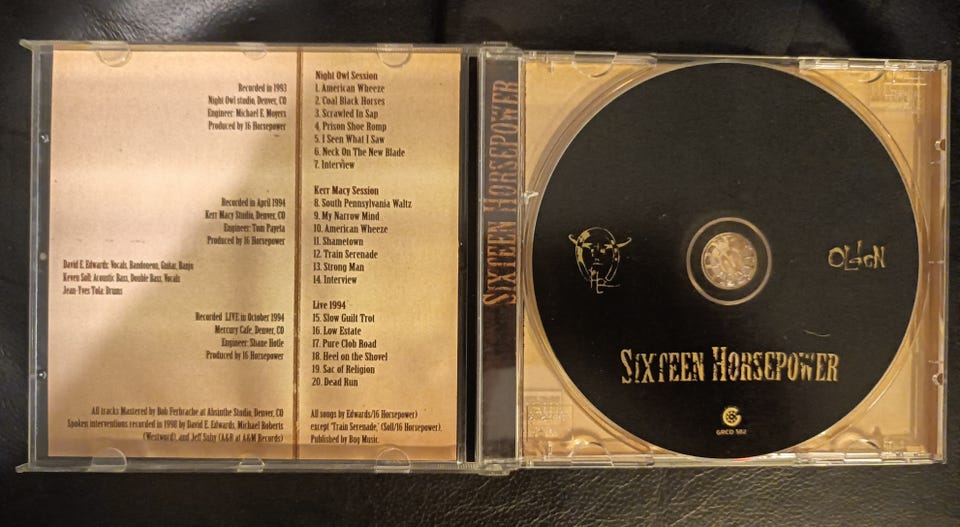 Recorded in 1993
Night Owl studio, Denver, CO
Engineer: Michael E. Moyers
Produced by 16 Horsepower
Recorded in April 1994
Kerr Macy Studio, Denver, CO
Engineer: Tom Payeta
Produced by 16 Horsepower
David E. Edwards: Vocals, Bandoneon, Guitar, Banjo
Keven Soll: Acoustic Bass, Double Bass, Vocals
Jean-Yves Tola: Drums
Recorded LIVE in October 1994
Mercury Cafe, Denver, CO
Engineer: Shane Hotle
Produced by 16 Horsepower
All tracks Mastered by Bob Ferbrache at Absinthe Studio, Denver, CO
Spoken interventions recorded in 1998 by David E. Edwards, Michael Roberts
(Westword), and Jeff Suhy (A&R at A&M Records)
Night Owl Session
1. American Wheeze
2. Coal Black Horses
3. Scrawled In Sap
4. Prison Shoe Romp
5. I Seen What I Saw
6. Neck On The New Blade
7. Interview
Kerr Macy Session
8. South Pennsylvania Waltz
9. My Narrow Mind
10. American Wheeze
11. Shametown
12. Train Serenade
13. Strong Man
14. Interview
Live 1994
15. Slow Guilt Trot
16. Low Estate
17. Pure Clob Road
18. Heel on the Shovel
19. Sac of Religion
20. Dead Run
All songs by Edwards/16 Horsepower)
except "Train Serenade," (Soll/16 Horsepower).
Published by Bug Music.
SIXTEEN HORSEPOWER
16
HP
OLdEN
SIXTEEN HORSEPOWER
GRCD 582